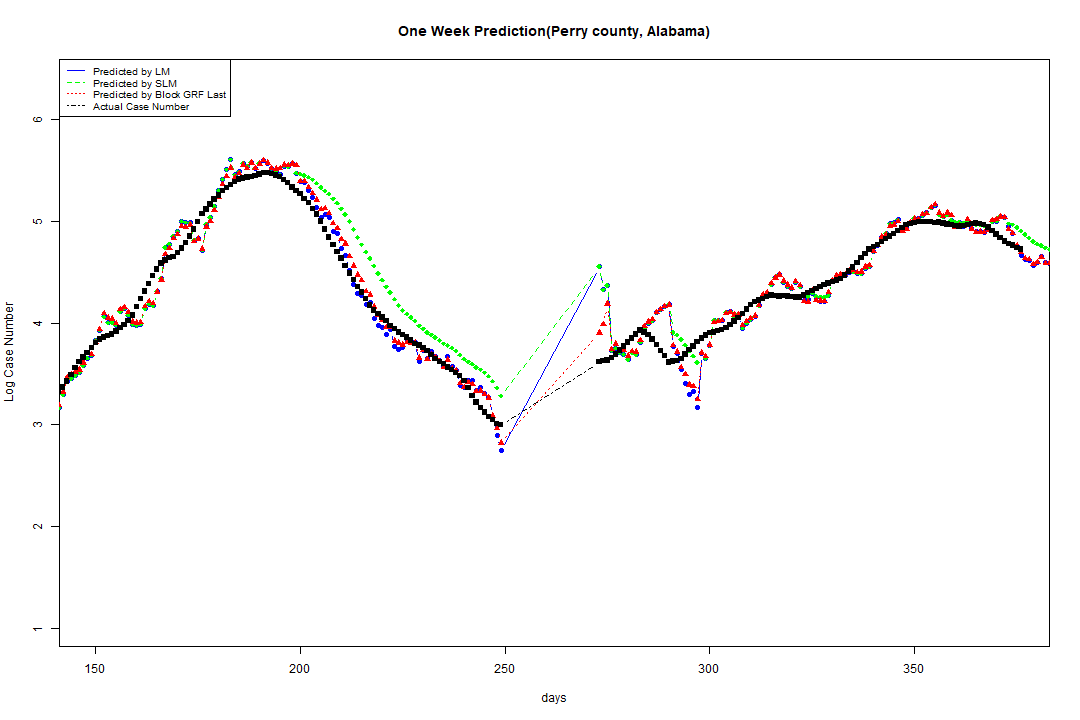 One Week Prediction(Perry county, Alabama)
Predicted by LM
Predicted by SLM
Predicted by Block GRF Last
Actual Case Number
Log Case Number
6
5
4
3
2
1
150 200 250 300 350
days